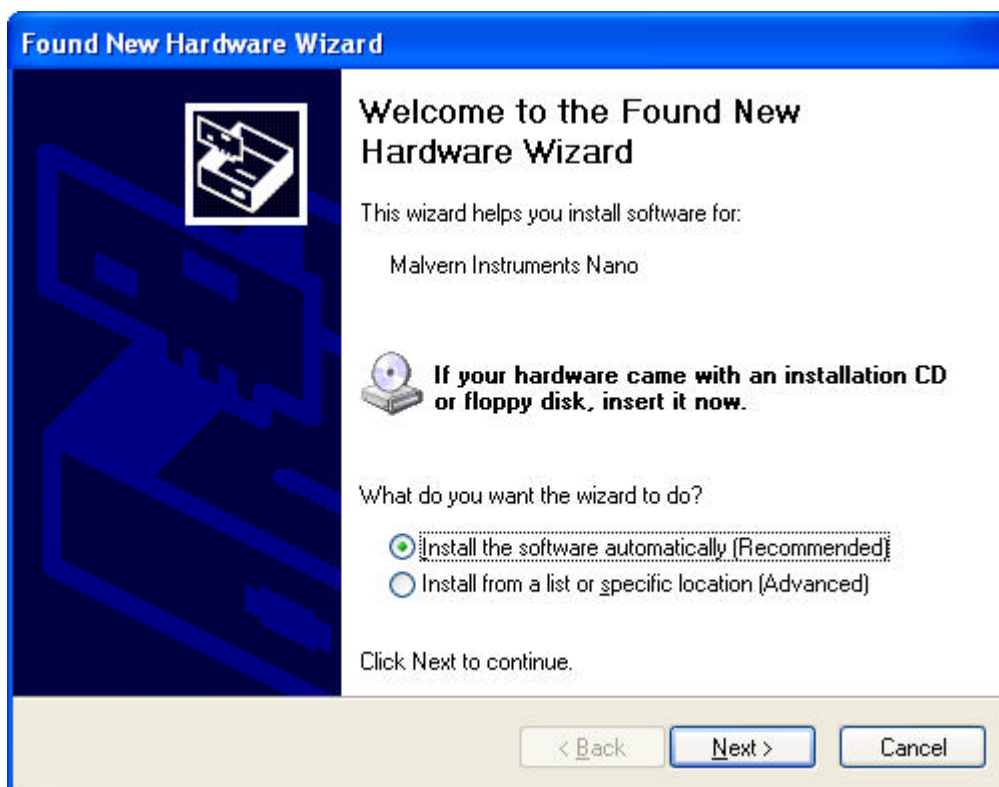 Found New Hardware Wizard
Welcome to the Found New
Hardware Wizard
This wizard helps you install software for:
Malvern Instruments Nano
If your hardware came with an installation CD
or floppy disk, insert it now.
What do you want the wizard to do?
Install the software automatically (Recommended)
Install from a list or specific location (Advanced)
Click Next to continue.
< Back Next > Cancel